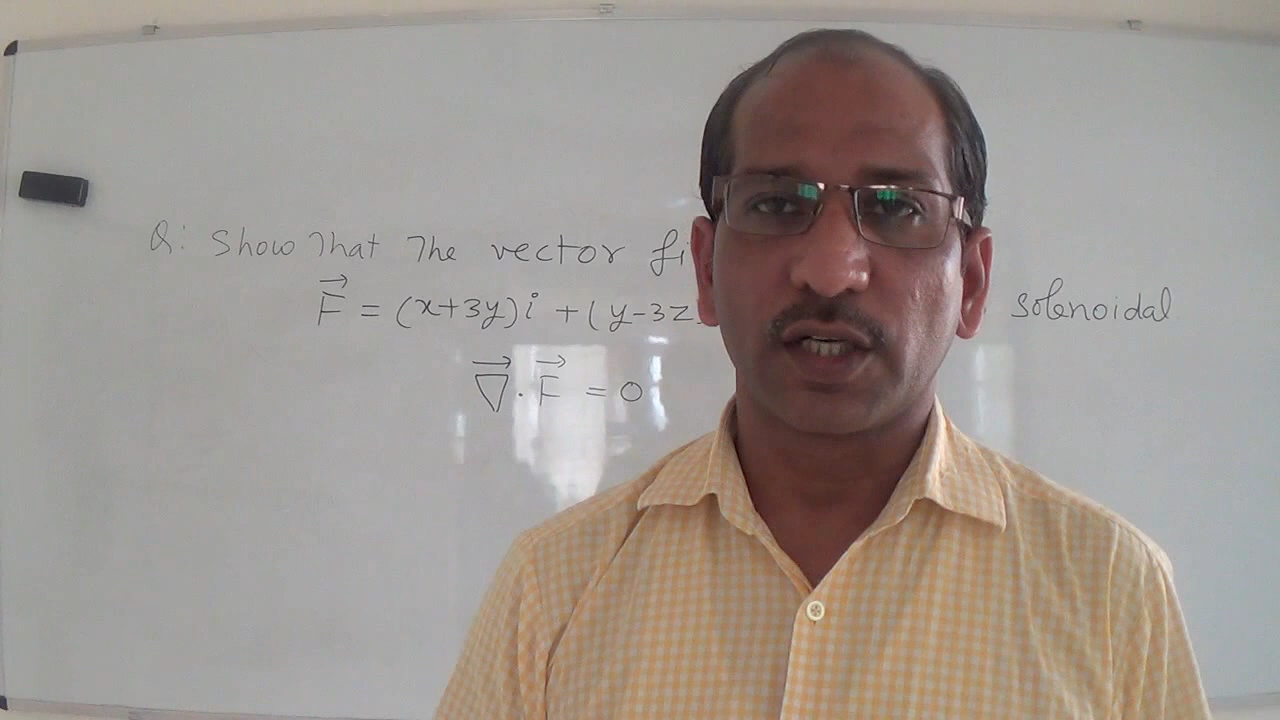 Q: Show That The vector fi
F⃗ = (x+3y)i + (y-3z solenoidal
∇⃗ . F⃗ = 0